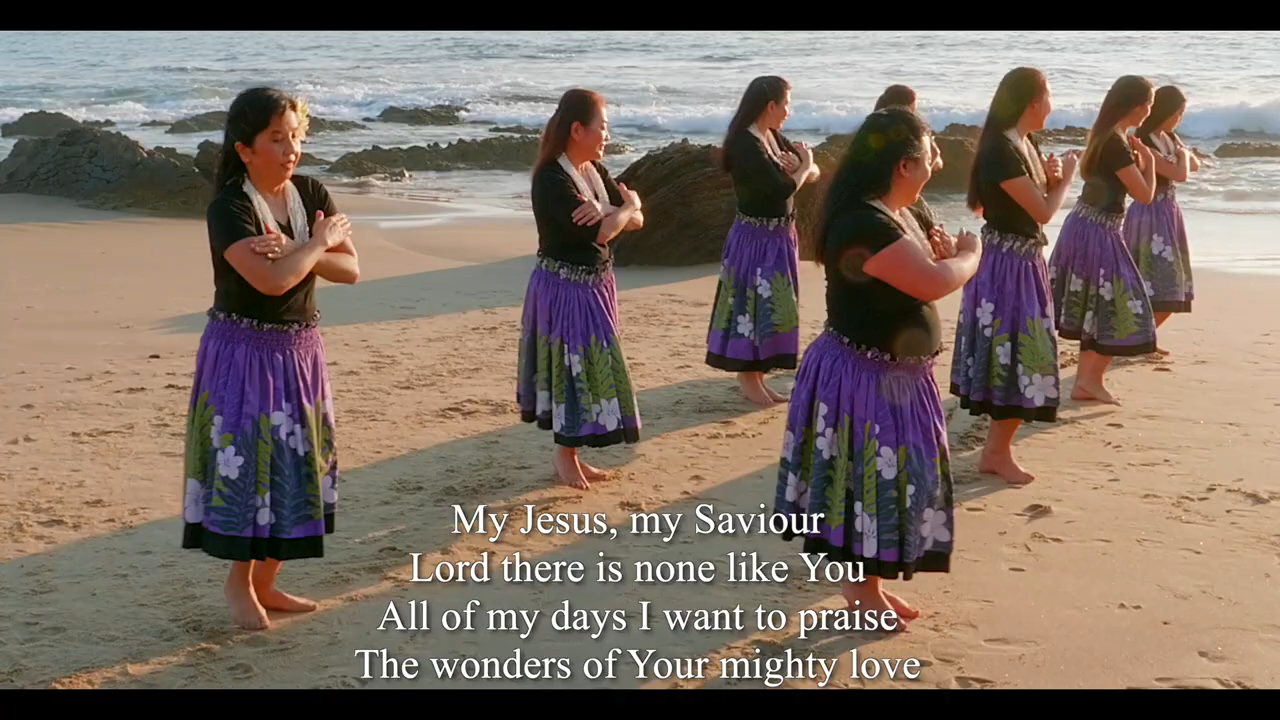 My Jesus, my Saviour
Lord there is none like You
All of my days I want to praise
The wonders of Your mighty love